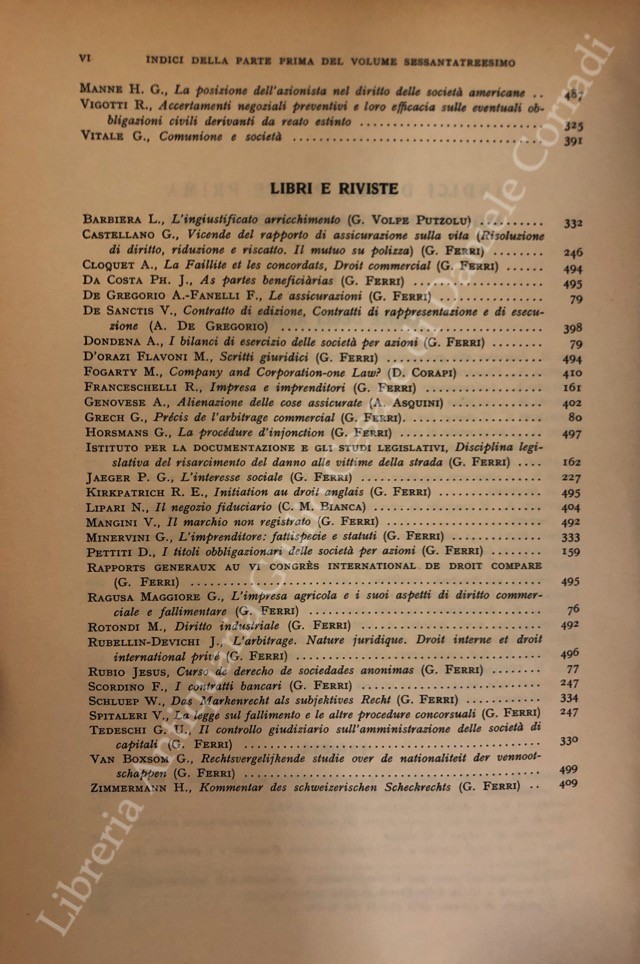 VI INDICI DELLA PARTE PRIMA DEL VOLUME SESSANTATREESIMO
MANNE H. G., La posizione dell'azionista nel diritto delle società americane .. 487
VIGOTTI R., Accertamenti negoziali preventivi e loro efficacia sulle eventuali ob-
bligazioni civili derivanti da reato estinto .......... 325
VITALE G., Comunione e società .......... 391
LIBRI E RIVISTE
BARBIERA L., L'ingiustificato arricchimento (G. VOLPE PUTZOLU) .......... 332
CASTELLANO G., Vicende del rapporto di assicurazione sulla vita (Risoluzione
di diritto, riduzione e riscatto. Il mutuo su polizza) (G. FERRI) ...... 246
CLOQUET A., La Faillite et les concordats, Droit commercial (G. FERRI) ...... 494
DA COSTA PH. J., As partes beneficiàrias (G. FERRI) .......... 495
DE GREGORIO A.-FANELLI F., Le assicurazioni (G. FERRI) .......... 79
DE SANCTIS V., Contratto di edizione, Contratti di rappresentazione e di esecu-
zione (A. DE GREGORIO) .......... 398
DONDENA A., I bilanci di esercizio delle società per azioni (G. FERRI) ........ 79
D'ORAZI FLAVONI M., Scritti giuridici (G. FERRI) .......... 494
FOGARTY M., Company and Corporation-one Law? (D. CORAPI) .......... 410
FRANCESCHELLI R., Impresa e imprenditori (G. FERRI) .......... 161
GENOVESE A., Alienazione delle cose assicurate (A. ASQUINI) .......... 402
GRECH G., Précis de l'arbitrage commercial (G. FERRI). .......... 80
HORSMANS G., La procédure d'injonction (G. FERRI) .......... 497
ISTITUTO PER LA DOCUMENTAZIONE E GLI STUDI LEGISLATIVI, Disciplina legi-
slativa del risarcimento del danno alle vittime della strada (G. FERRI) .... 162
JAEGER P. G., L'interesse sociale (G. FERRI) .......... 227
KIRKPATRICH R. E., Initiation au droit anglais (G. FERRI) .......... 495
LIPARI N., Il negozio fiduciario (C. M. BIANCA) .......... 404
MANGINI V., Il marchio non registrato (G. FERRI) .......... 492
MINERVINI G., L'imprenditore: fattispecie e statuti (G. FERRI) .......... 333
PETTITI D., I titoli obbligazionari delle società per azioni (G. FERRI) ........ 159
RAPPORTS GENERAUX AU VI CONGRÈS INTERNATIONAL DE DROIT COMPARE
(G. FERRI) .......... 495
RAGUSA MAGGIORE G., L'impresa agricola e i suoi aspetti di diritto commer-
ciale e fallimentare (G. FERRI) .......... 76
ROTONDI M., Diritto industriale (G. FERRI) .......... 492
RUBELLIN-DEVICHI J., L'arbitrage. Nature juridique. Droit interne et droit
international privé (G. FERRI) .......... 496
RUBIO JESUS, Curso de derecho de sociedades anonimas (G. FERRI) .......... 77
SCORDINO F., I contratti bancari (G. FERRI) .......... 247
SCHLUEP W., Das Markenrecht als subjektives Recht (G. FERRI) .......... 334
SPITALERI V., La legge sul fallimento e le altre procedure concorsuali (G. FERRI) 247
TEDESCHI G. U., Il controllo giudiziario sull'amministrazione delle società di
capitali (G. FERRI) .......... 330
VAN BOXSOM G., Rechtsvergelijkende studie over de nationaliteit der vennoot-
schappen (G. FERRI) .......... 499
ZIMMERMANN H., Kommentar des schweizerischen Scheckrechts (G. FERRI) .. 409